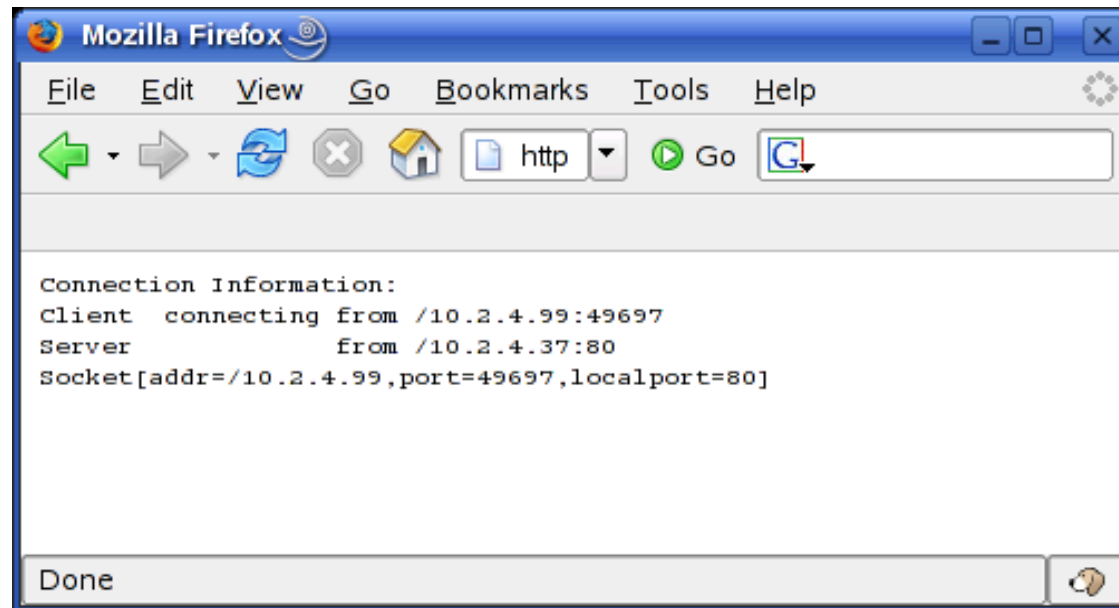 Mozilla Firefox
File Edit View Go Bookmarks Tools Help
http Go G
Connection Information:
Client  connecting from /10.2.4.99:49697
Server             from /10.2.4.37:80
Socket[addr=/10.2.4.99,port=49697,localport=80]
Done